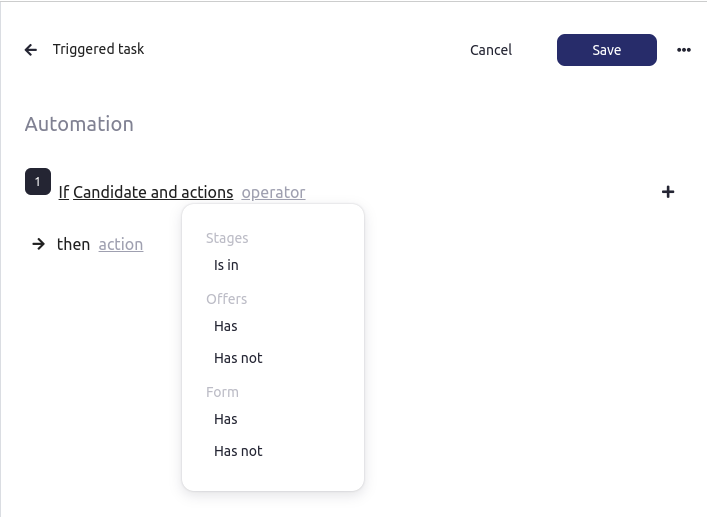 Triggered task
Cancel
Save
Automation
1
If Candidate and actions operator
then action
Stages
Is in
Offers
Has
Has not
Form
Has
Has not